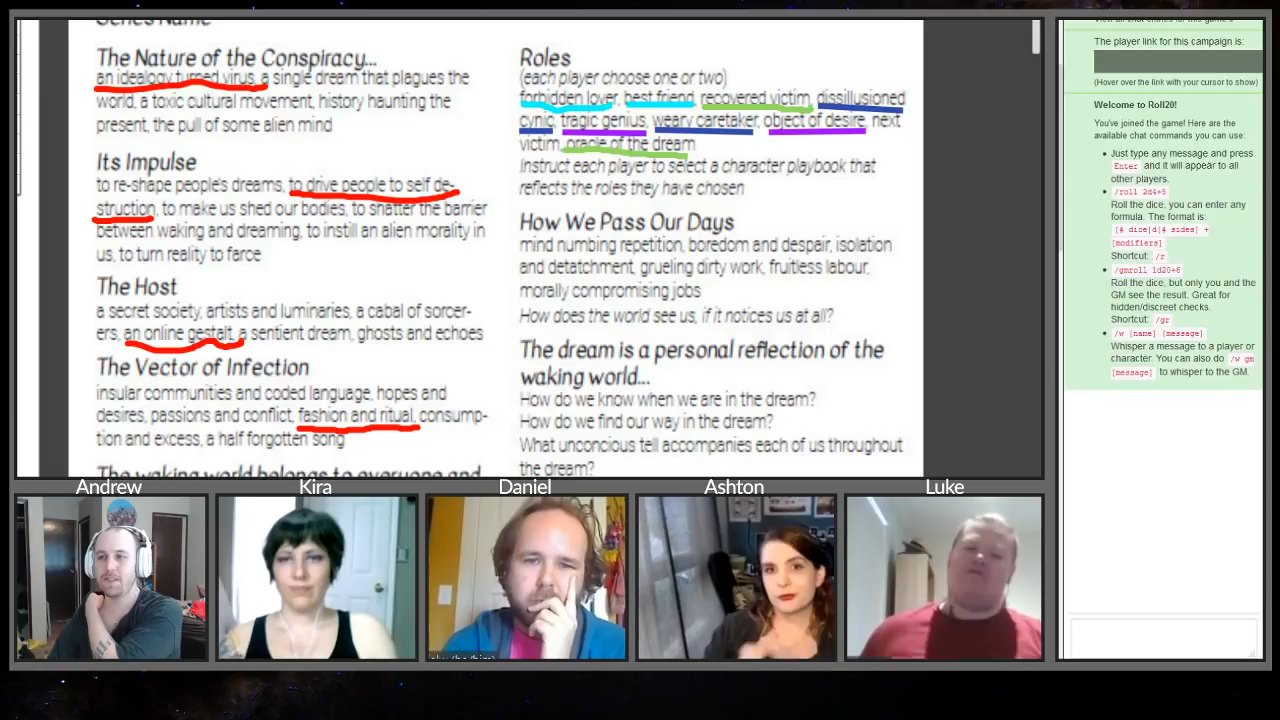 The Nature of the Conspiracy...
an idealogy turned virus, a single dream that plagues the
world, a toxic cultural movement, history haunting the
present, the pull of some alien mind
Its Impulse
to re-shape people's dreams, to drive people to self de-
struction, to make us shed our bodies, to shatter the barrier
between waking and dreaming, to instill an alien morality in
us, to turn reality to farce
The Host
a secret society, artists and luminaries, a cabal of sorcer-
ers, an online gestalt, a sentient dream, ghosts and echoes
The Vector of Infection
insular communities and coded language, hopes and
desires, passions and conflict, fashion and ritual, consump-
tion and excess, a half forgotten song
The waking world belongs to everyone and
Roles
(each player choose one or two)
forbidden lover, best friend, recovered victim, dissillusioned
cynic, tragic genius, weary caretaker, object of desire, next
victim, oracle of the dream
Instruct each player to select a character playbook that
reflects the roles they have chosen
How We Pass Our Days
mind numbing repetition, boredom and despair, isolation
and detatchment, grueling dirty work, fruitless labour,
morally compromising jobs
How does the world see us, if it notices us at all?
The dream is a personal reflection of the
waking world...
How do we know when we are in the dream?
How do we find our way in the dream?
What unconcious tell accompanies each of us throughout
the dream?
The player link for this campaign is:
(Hover over the link with your cursor to show)
Welcome to Roll20!
You've joined the game! Here are the
available chat commands you can use:
Just type any message and press
Enter and it will appear to all
other players.
/roll 2d4+5
Roll the dice, you can enter any
formula. The format is:
[# dice]d[# sides] +
[modifiers]
Shortcut: /r
/gmroll 1d20+6
Roll the dice, but only you and the
GM see the result. Great for
hidden/discreet checks.
Shortcut: /gr
/w [name] [message]
Whisper a message to a player or
character. You can also do /w gm
[message] to whisper to the GM.
Andrew
Kira
Daniel
Ashton
Luke